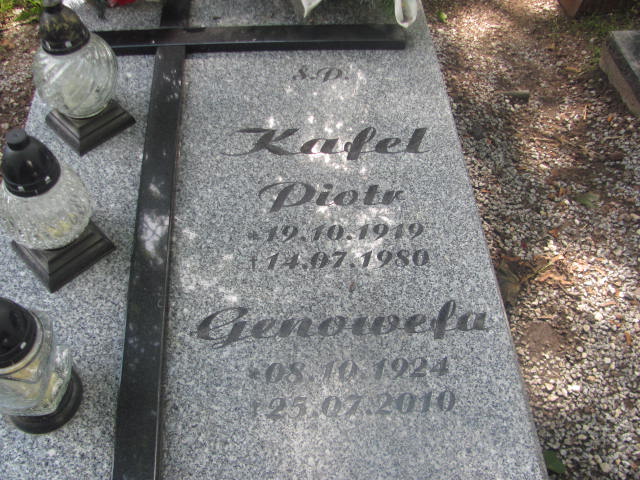 Ś.P.
Kafel
Piotr
* 19.10.1919
† 14.07.1980
Genowefa
* 08.10.1924
† 25.07.2010